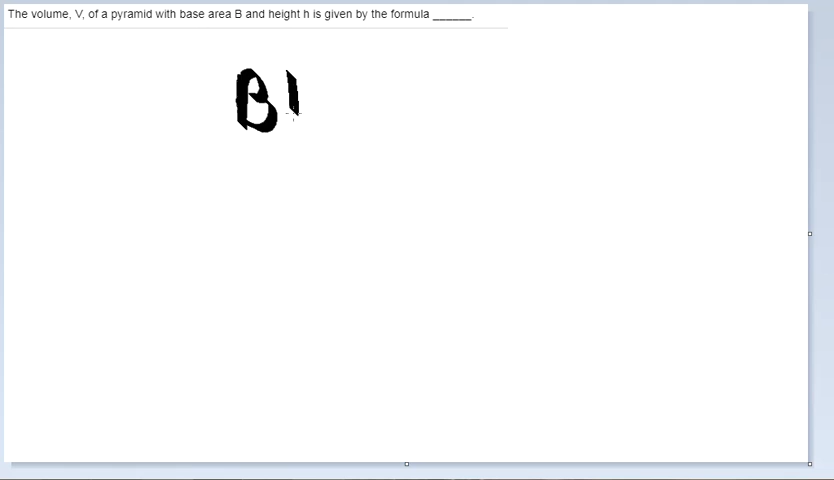 The volume, V, of a pyramid with base area B and height h is given by the formula ______.
B